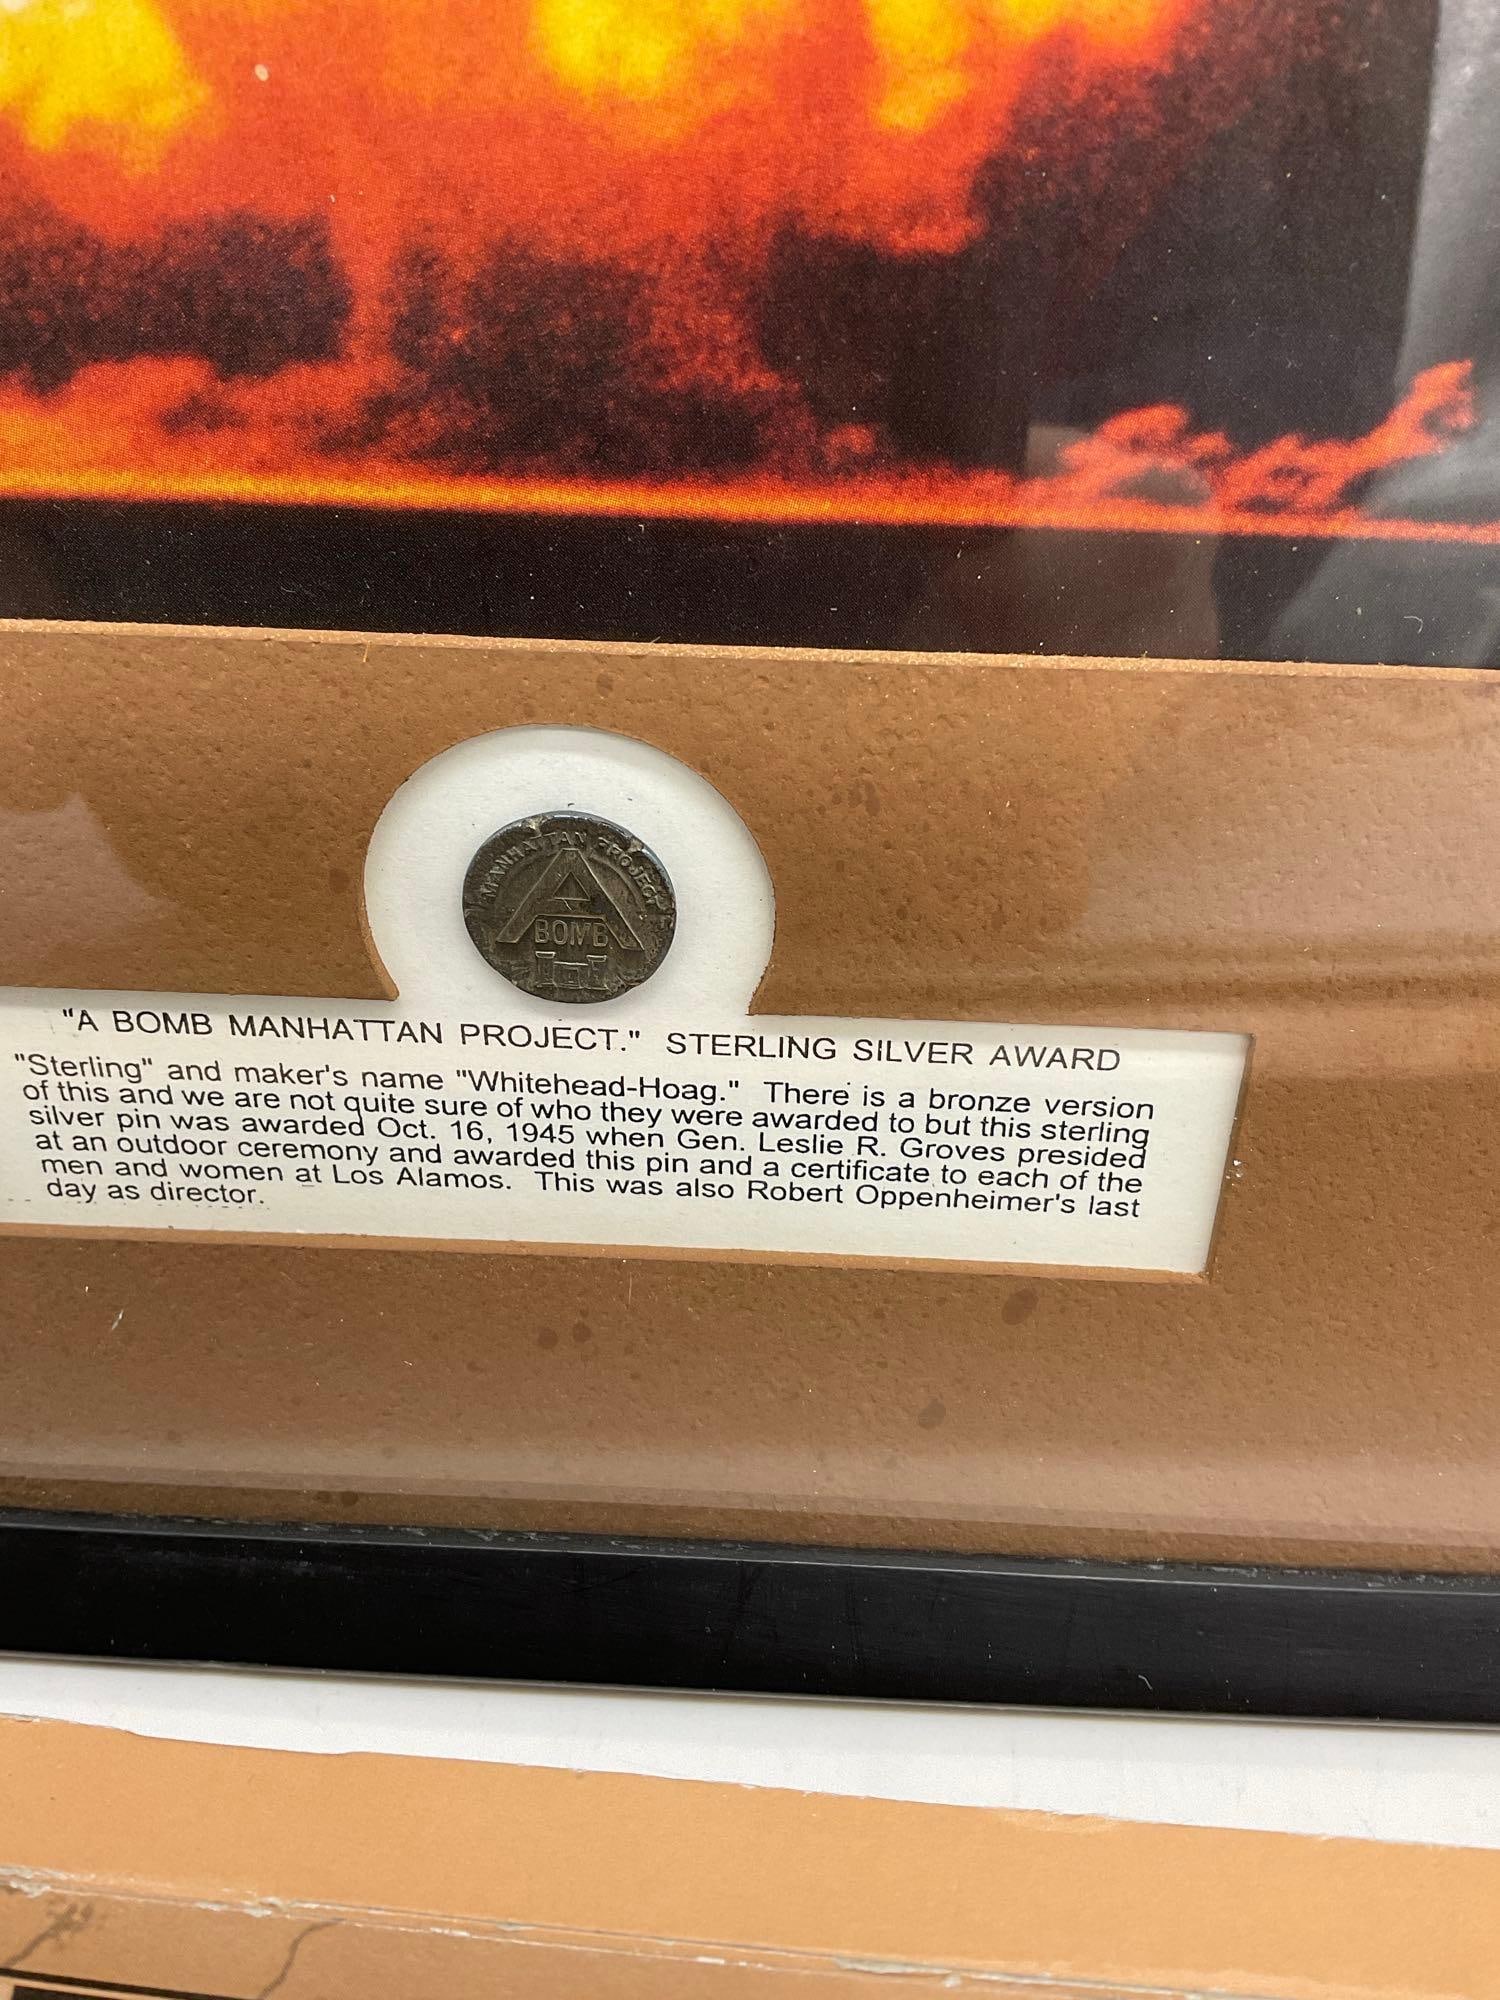 MANHATTAN PROJECT
A
BOMB
"A BOMB MANHATTAN PROJECT." STERLING SILVER AWARD
"Sterling" and maker's name "Whitehead-Hoag." There is a bronze version
of this and we are not quite sure of who they were awarded to but this sterling
silver pin was awarded Oct. 16, 1945 when Gen. Leslie R. Groves presided
at an outdoor ceremony and awarded this pin and a certificate to each of the
men and women at Los Alamos. This was also Robert Oppenheimer's last
day as director.